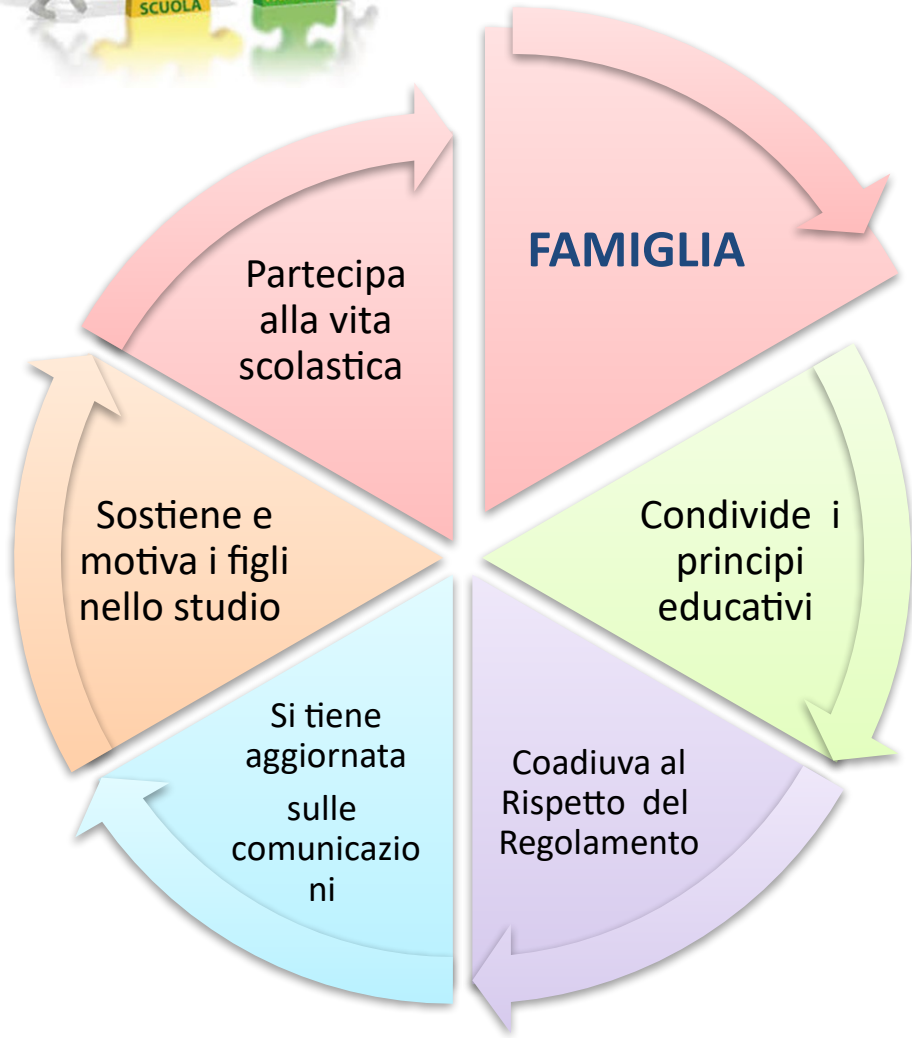 SCUOLA
FAMIGLIA
Condivide i
principi
educativi
Coadiuva al
Rispetto del
Regolamento
Si tiene
aggiornata
sulle
comunicazio
ni
Sostiene e
motiva i figli
nello studio
Partecipa
alla vita
scolastica